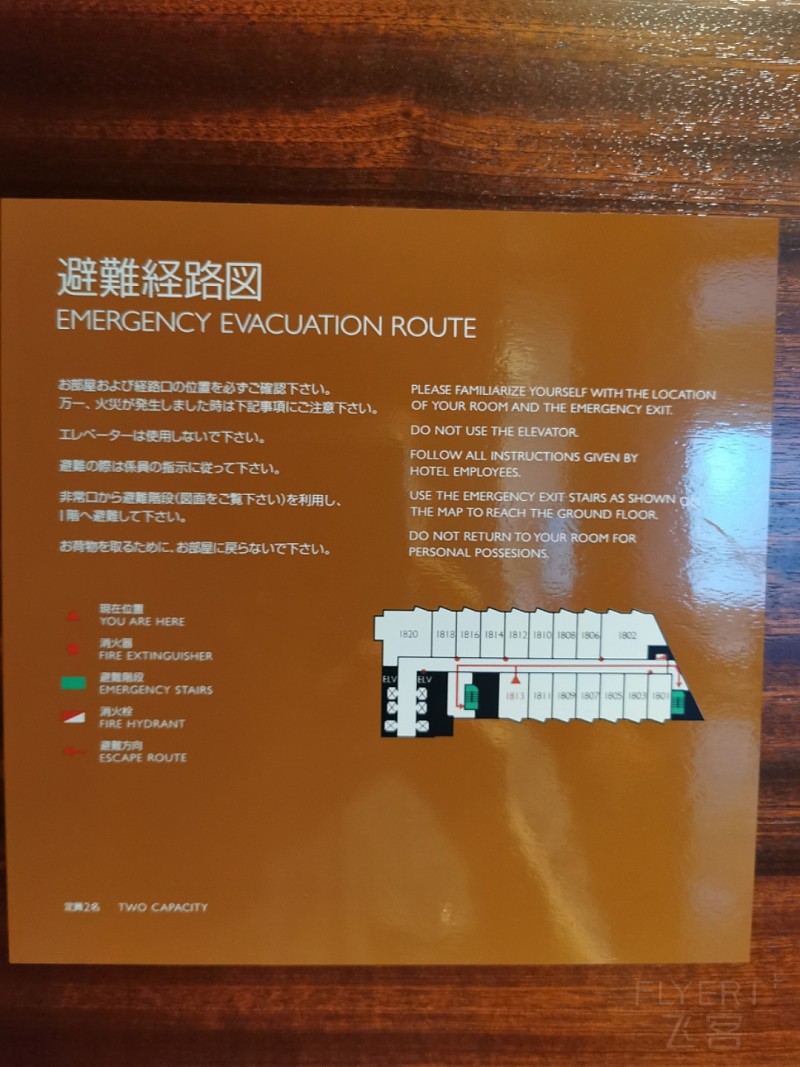 避難経路図
EMERGENCY EVACUATION ROUTE
お部屋および経路口の位置を必ずご確認下さい。
万一、火災が発生しました時は下記事項にご注意下さい。
エレベーターは使用しないで下さい。
避難の際は係員の指示に従って下さい。
非常口から避難階段(図面をご覧下さい)を利用し、
1階へ避難して下さい。
お荷物を取るために、お部屋に戻らないで下さい。
PLEASE FAMILIARIZE YOURSELF WITH THE LOCATION
OF YOUR ROOM AND THE EMERGENCY EXIT.
DO NOT USE THE ELEVATOR.
FOLLOW ALL INSTRUCTIONS GIVEN BY
HOTEL EMPLOYEES.
USE THE EMERGENCY EXIT STAIRS AS SHOWN ON
THE MAP TO REACH THE GROUND FLOOR.
DO NOT RETURN TO YOUR ROOM FOR
PERSONAL POSSESIONS.
現在位置
YOU ARE HERE
消火器
FIRE EXTINGUISHER
避難階段
EMERGENCY STAIRS
消火栓
FIRE HYDRANT
避難方向
ESCAPE ROUTE
1820 1818 1816 1814 1812 1810 1808 1806 1802
ELV ELV
1813 1811 1809 1807 1805 1803 1801
定員2名 TWO CAPACITY
FLYERT
飞客